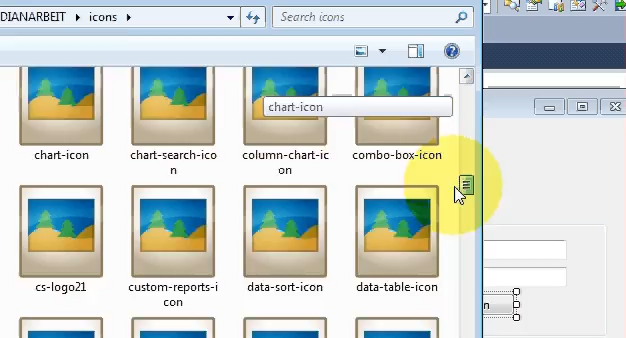 DIANARBEIT ▸ icons ▸
Search icons
chart-icon
chart-icon
chart-search-ico
n
column-chart-ic
on
combo-box-icon
cs-logo21
custom-reports-i
con
data-sort-icon
data-table-icon
n